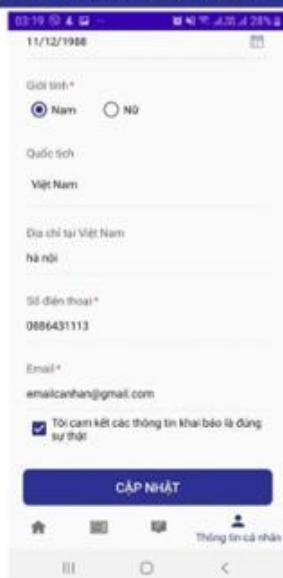 03:19
28%
11/12/1988
Giới tính *
Nam
Nữ
Quốc tịch
Việt Nam
Địa chỉ tại Việt Nam
hà nội
Số điện thoại *
0886431113
Email *
emailcanhan@gmail.com
Tôi cam kết các thông tin khai báo là đúng
sự thật
CẬP NHẬT
Thông tin cá nhân